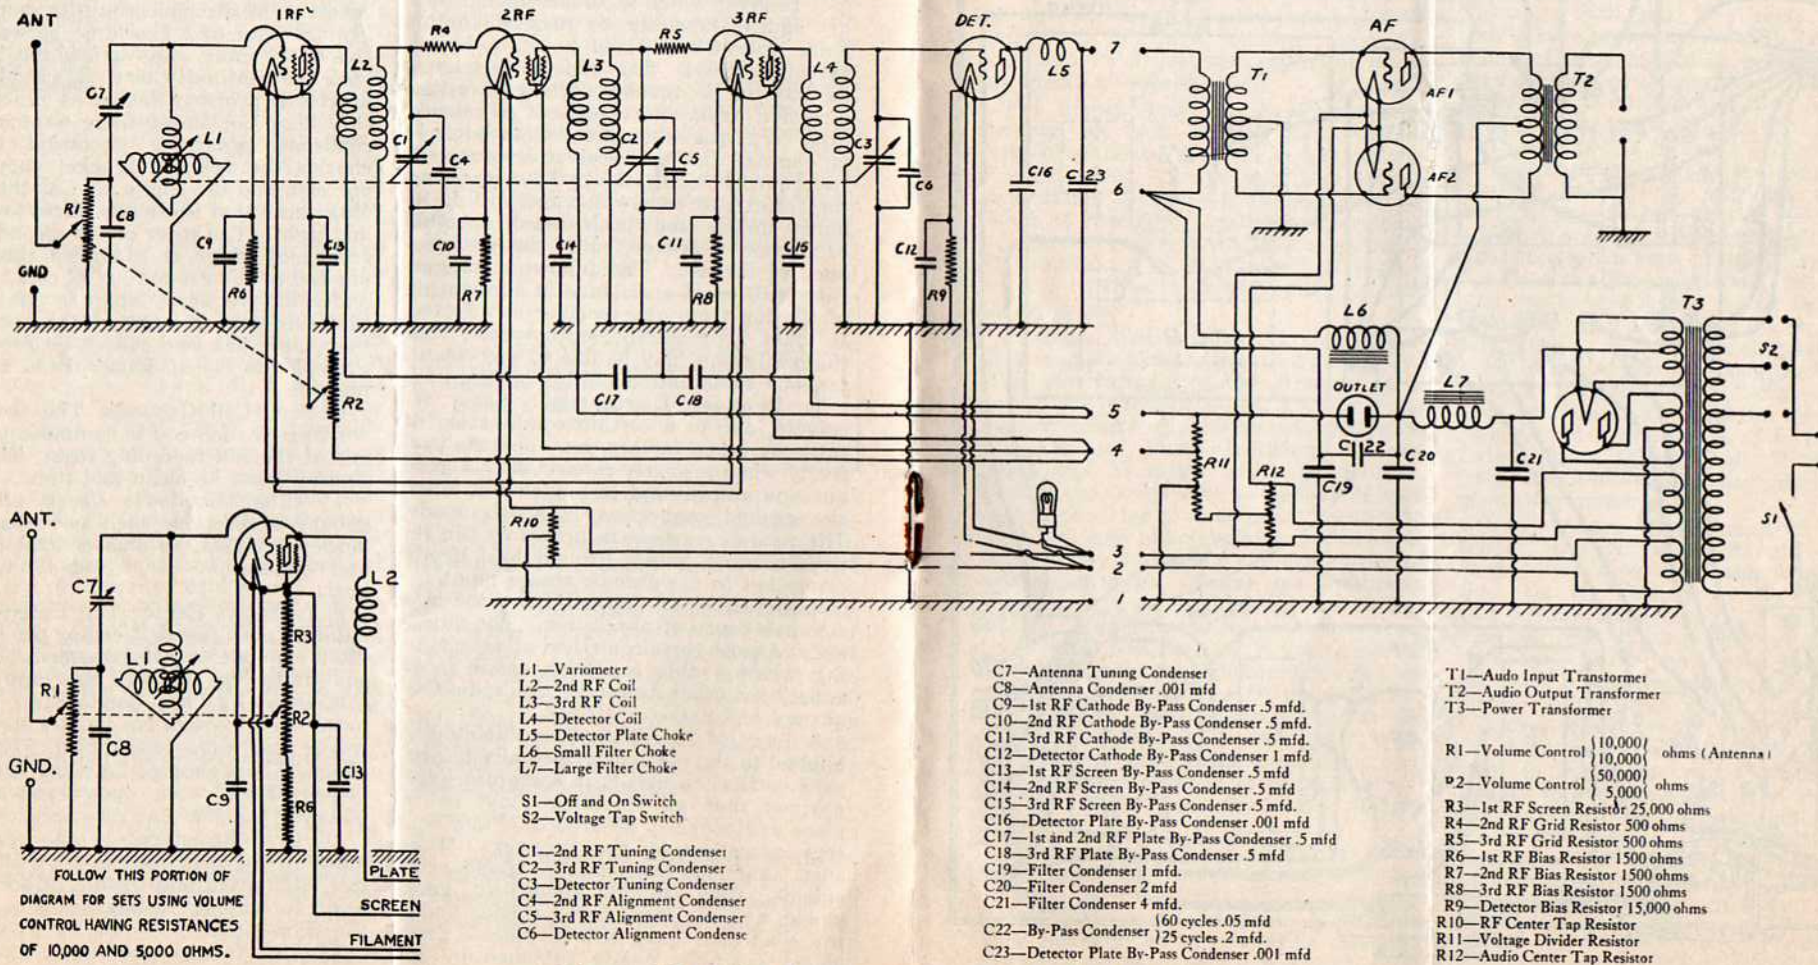 ANT
1RF
2RF
3RF
DET.
AF
R4
R5
L5
7
T1
T2
C7
L1
L2
L3
L4
AF1
C1
C4
C2
C5
C3
C6
C16
C23
6
AF2
R1
C8
C9
R6
C13
C10
R7
C14
C11
R8
C15
C12
R9
GND
L6
T3
S2
R2
C17
C18
OUTLET
L7
5
4
C22
R11
R12
C19
C20
C21
R10
3
2
1
S1
ANT.
C7
L2
R3
L1
R1
R2
C8
C9
R6
C13
GND.
PLATE
SCREEN
FILAMENT
FOLLOW THIS PORTION OF
DIAGRAM FOR SETS USING VOLUME
CONTROL HAVING RESISTANCES
OF 10,000 AND 5,000 OHMS.
L1—Variometer
L2—2nd RF Coil
L3—3rd RF Coil
L4—Detector Coil
L5—Detector Plate Choke
L6—Small Filter Choke
L7—Large Filter Choke
S1—Off and On Switch
S2—Voltage Tap Switch
C1—2nd RF Tuning Condenser
C2—3rd RF Tuning Condenser
C3—Detector Tuning Condenser
C4—2nd RF Alignment Condenser
C5—3rd RF Alignment Condenser
C6—Detector Alignment Condense
C7—Antenna Tuning Condenser
C8—Antenna Condenser .001 mfd
C9—1st RF Cathode By-Pass Condenser .5 mfd.
C10—2nd RF Cathode By-Pass Condenser .5 mfd.
C11—3rd RF Cathode By-Pass Condenser .5 mfd.
C12—Detector Cathode By-Pass Condenser 1 mfd
C13—1st RF Screen By-Pass Condenser .5 mfd
C14—2nd RF Screen By-Pass Condenser .5 mfd
C15—3rd RF Screen By-Pass Condenser .5 mfd.
C16—Detector Plate By-Pass Condenser .001 mfd
C17—1st and 2nd RF Plate By-Pass Condenser .5 mfd
C18—3rd RF Plate By-Pass Condenser .5 mfd
C19—Filter Condenser 1 mfd.
C20—Filter Condenser 2 mfd
C21—Filter Condenser 4 mfd.
C22—By-Pass Condenser { 60 cycles .05 mfd
} 25 cycles .2 mfd.
C23—Detector Plate By-Pass Condenser .001 mfd
T1—Audo Input Transformer
T2—Audio Output Transformer
T3—Power Transformer
R1—Volume Control {10,000} {10,000} ohms (Antenna)
R2—Volume Control {50,000} { 5,000} ohms
R3—1st RF Screen Resistor 25,000 ohms
R4—2nd RF Grid Resistor 500 ohms
R5—3rd RF Grid Resistor 500 ohms
R6—1st RF Bias Resistor 1500 ohms
R7—2nd RF Bias Resistor 1500 ohms
R8—3rd RF Bias Resistor 1500 ohms
R9—Detector Bias Resistor 15,000 ohms
R10—RF Center Tap Resistor
R11—Voltage Divider Resistor
R12—Audio Center Tap Resistor